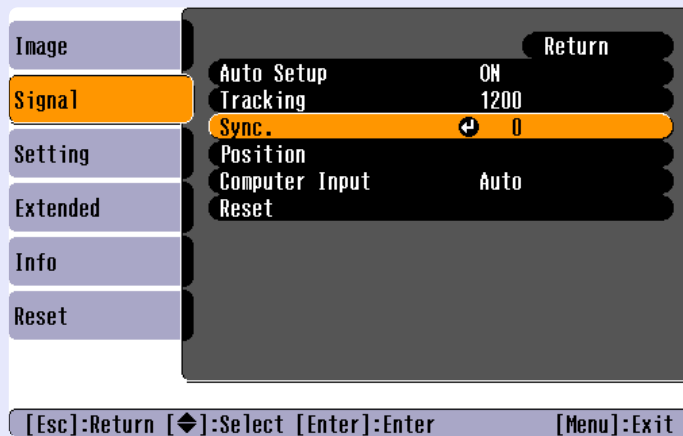 Image
Signal
Setting
Extended
Info
Reset
Return
Auto Setup ON
Tracking 1200
Sync. 0
Position
Computer Input Auto
Reset
[Esc]:Return [◆]:Select [Enter]:Enter [Menu]:Exit